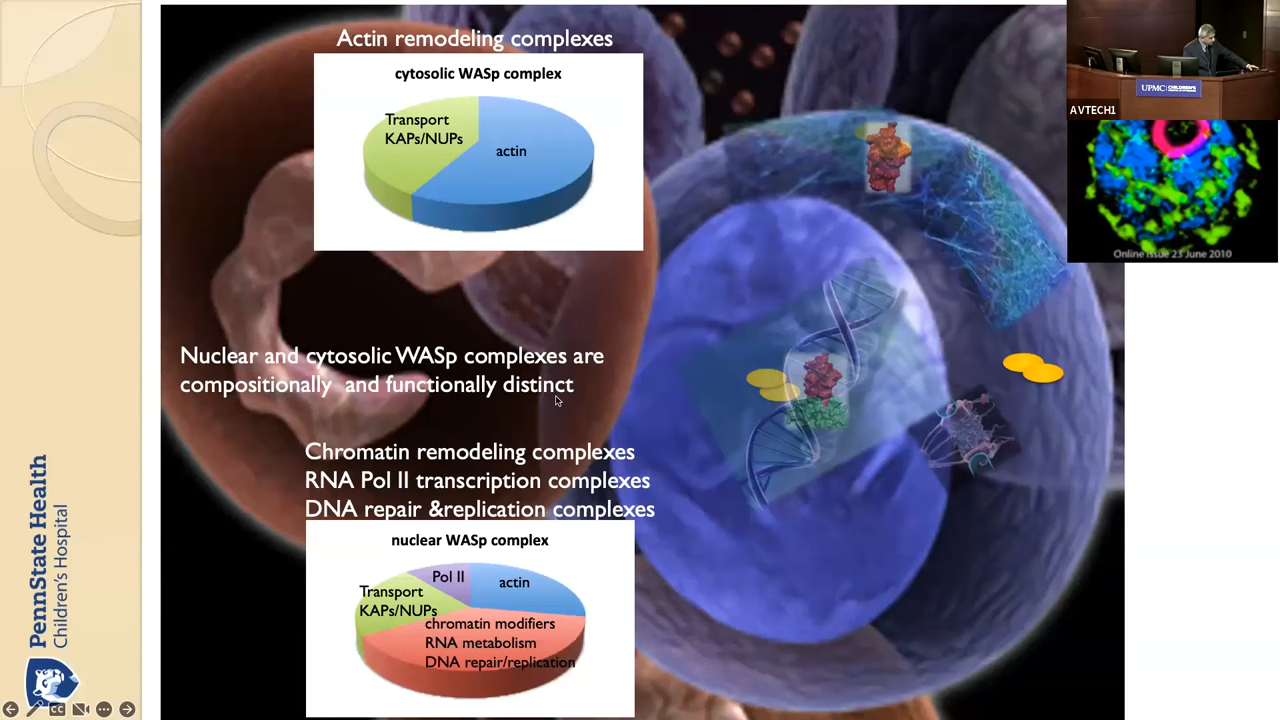 Actin remodeling complexes
cytosolic WASp complex
Transport
KAPs/NUPs
actin
Nuclear and cytosolic WASp complexes are
compositionally and functionally distinct
Chromatin remodeling complexes
RNA Pol II transcription complexes
DNA repair &replication complexes
nuclear WASp complex
Pol II
actin
Transport
KAPs/NUPs
chromatin modifiers
RNA metabolism
DNA repair/replication
PennState Health
Children's Hospital
CC
UPMC CHILDREN'S
AVTECH1
Online Issue 23 June 2010